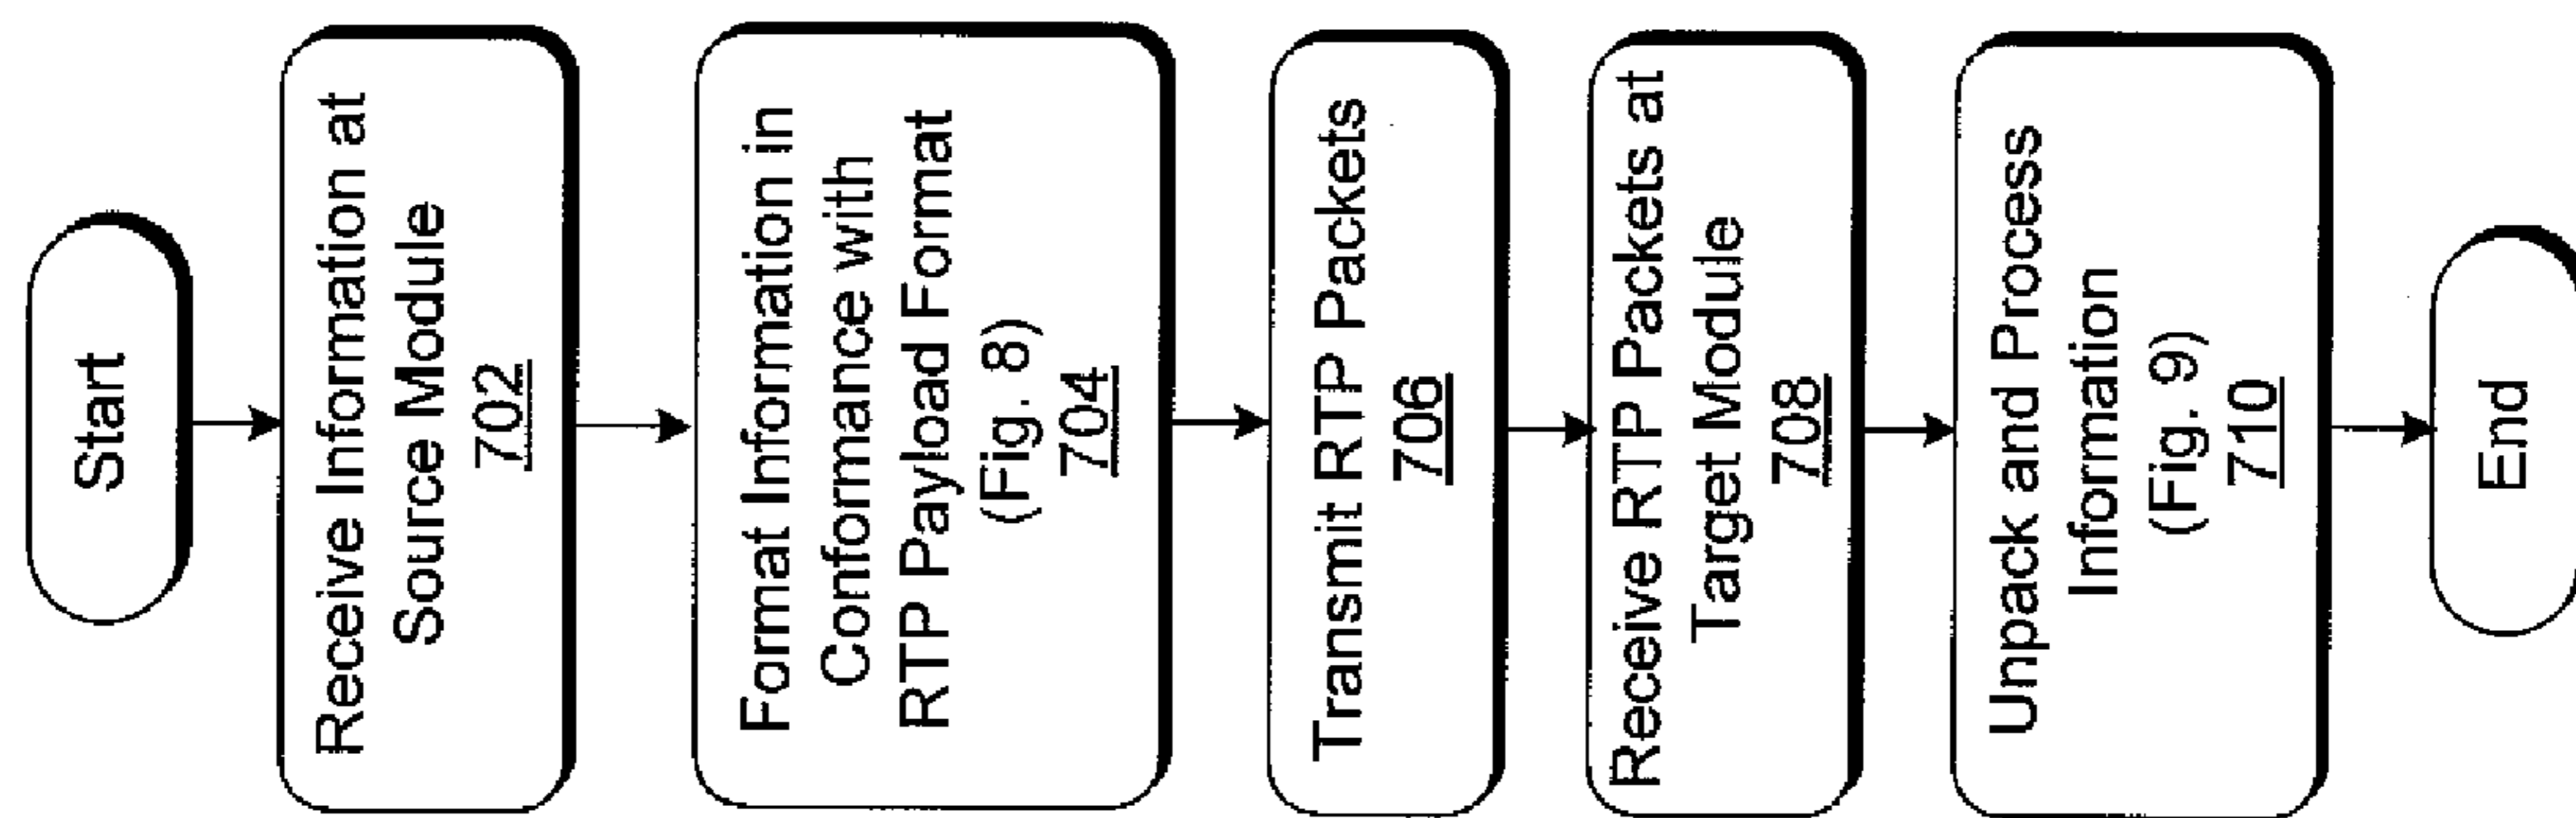 Start
Receive Information at
Source Module
702
Format Information in
Conformance with
RTP Payload Format
(Fig. 8)
704
Transmit RTP Packets
706
Receive RTP Packets at
Target Module
708
Unpack and Process
Information
(Fig. 9)
710
End